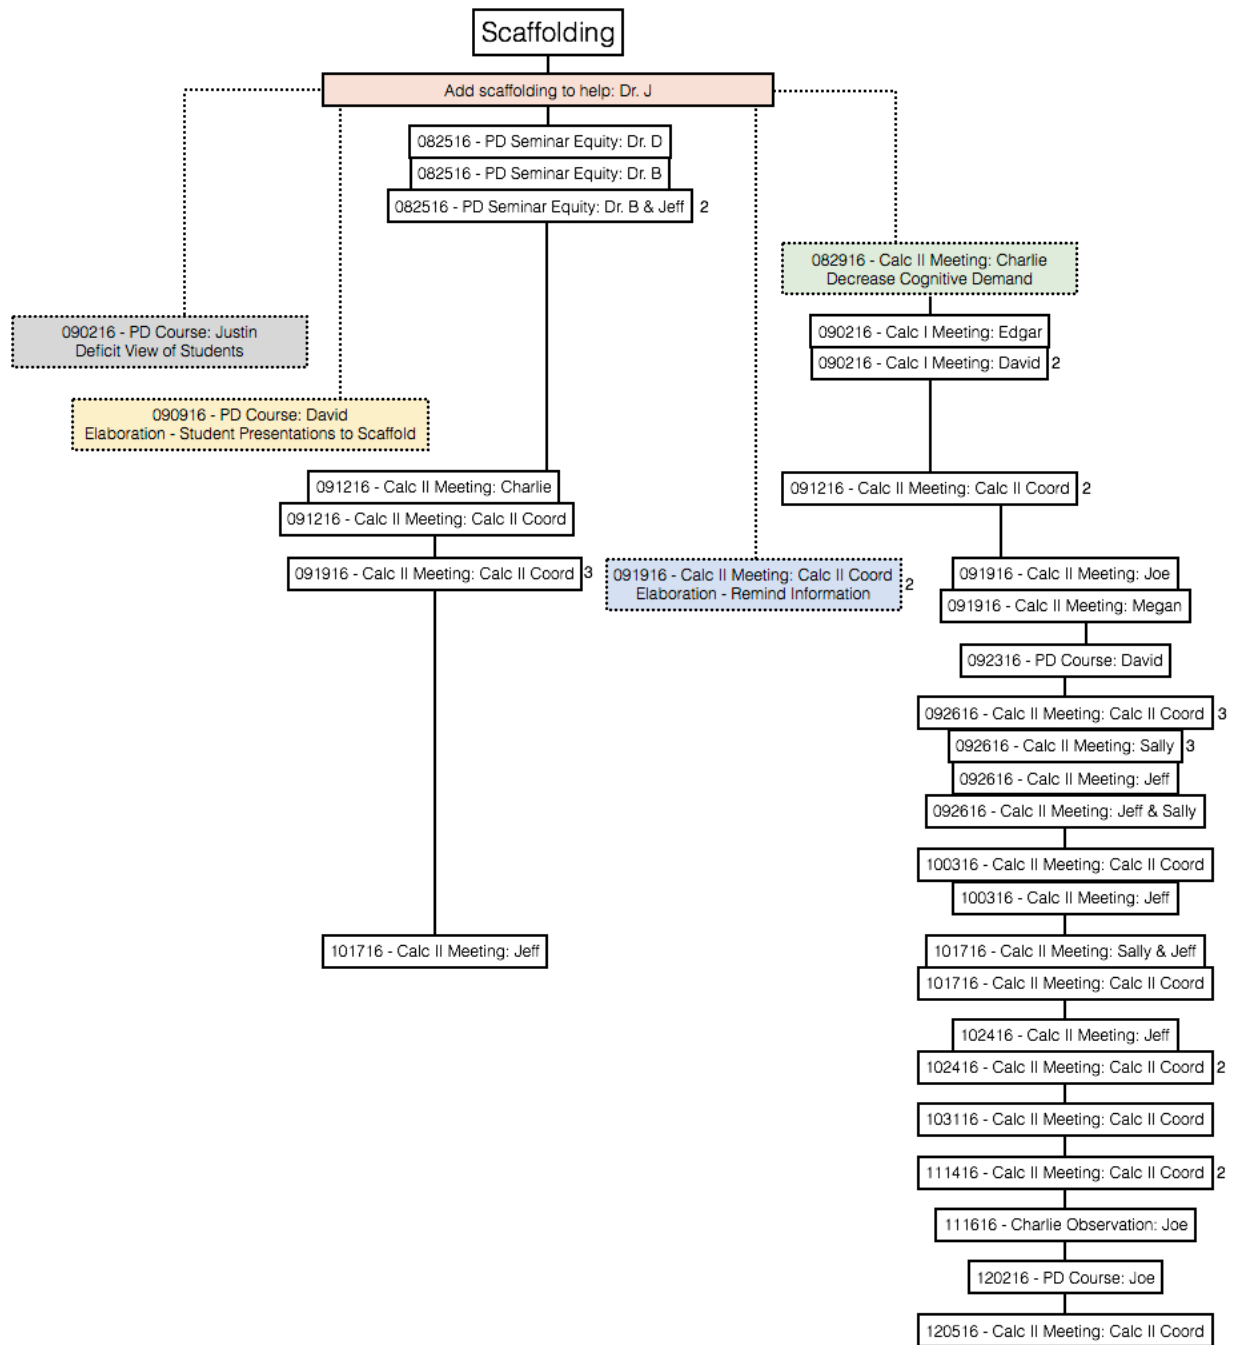 Scaffolding
Add scaffolding to help: Dr. J
082516 - PD Seminar Equity: Dr. D
082516 - PD Seminar Equity: Dr. B
082516 - PD Seminar Equity: Dr. B & Jeff 2
082916 - Calc II Meeting: Charlie
Decrease Cognitive Demand
090216 - PD Course: Justin
Deficit View of Students
090216 - Calc I Meeting: Edgar
090216 - Calc I Meeting: David 2
090916 - PD Course: David
Elaboration - Student Presentations to Scaffold
091216 - Calc II Meeting: Charlie
091216 - Calc II Meeting: Calc II Coord
091216 - Calc II Meeting: Calc II Coord 2
091916 - Calc II Meeting: Calc II Coord 3
091916 - Calc II Meeting: Calc II Coord
Elaboration - Remind Information
2
091916 - Calc II Meeting: Joe
091916 - Calc II Meeting: Megan
092316 - PD Course: David
092616 - Calc II Meeting: Calc II Coord 3
092616 - Calc II Meeting: Sally 3
092616 - Calc II Meeting: Jeff
092616 - Calc II Meeting: Jeff & Sally
100316 - Calc II Meeting: Calc II Coord
100316 - Calc II Meeting: Jeff
101716 - Calc II Meeting: Jeff
101716 - Calc II Meeting: Sally & Jeff
101716 - Calc II Meeting: Calc II Coord
102416 - Calc II Meeting: Jeff
102416 - Calc II Meeting: Calc II Coord 2
103116 - Calc II Meeting: Calc II Coord
111416 - Calc II Meeting: Calc II Coord 2
111616 - Charlie Observation: Joe
120216 - PD Course: Joe
120516 - Calc II Meeting: Calc II Coord